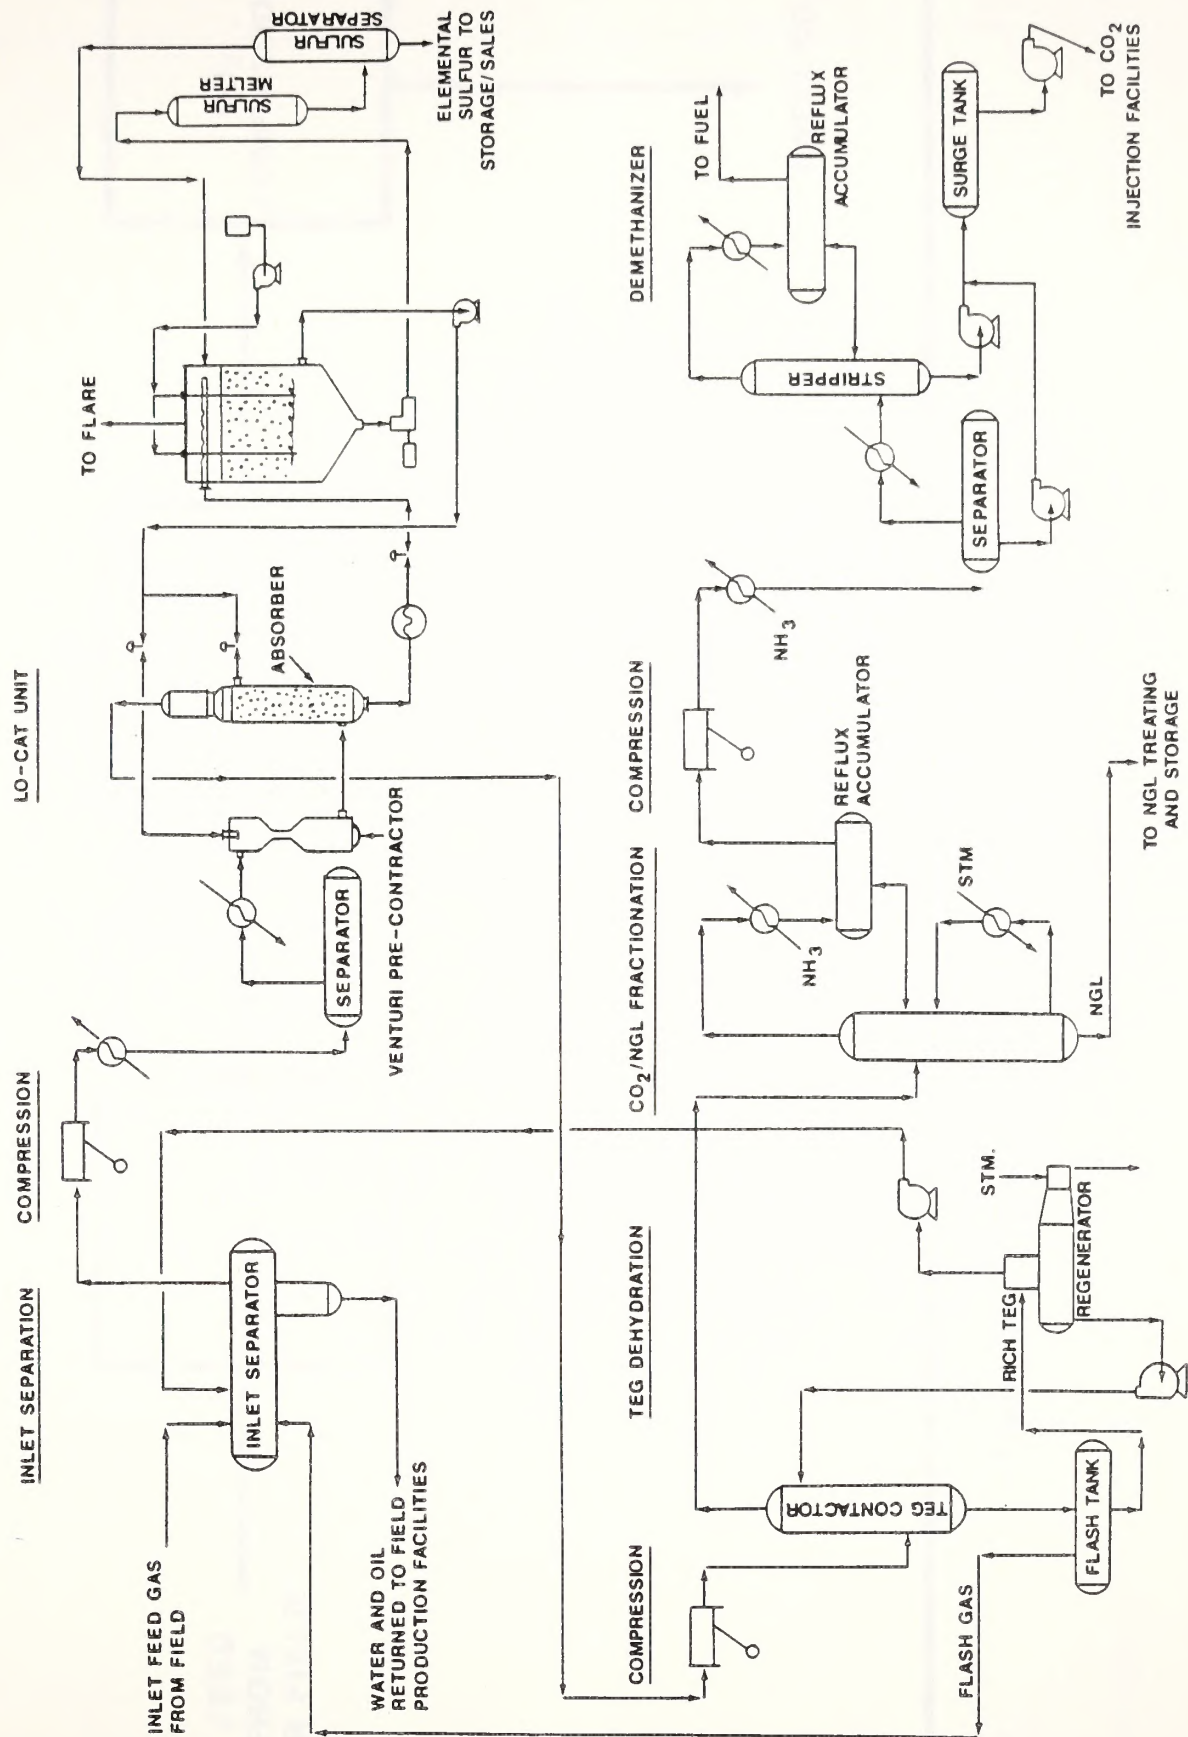 INLET SEPARATION
COMPRESSION
LO-CAT UNIT
INLET FEED GAS
FROM FIELD
INLET SEPARATOR
WATER AND OIL
RETURNED TO FIELD
PRODUCTION FACILITIES
SEPARATOR
VENTURI PRE-CONTRACTOR
ABSORBER
TO FLARE
SULFUR
MELTER
SULFUR
SEPARATOR
ELEMENTAL
SULFUR TO
STORAGE/SALES
COMPRESSION
TEG DEHYDRATION
CO2/NGL FRACTIONATION
COMPRESSION
DEMETHANIZER
TEG CONTACTOR
FLASH GAS
FLASH TANK
RICH TEG
STM.
REGENERATOR
NH3
REFLUX
ACCUMULATOR
STM
NGL
TO NGL TREATING
AND STORAGE
NH3
SEPARATOR
STRIPPER
TO FUEL
REFLUX
ACCUMULATOR
SURGE TANK
TO CO2
INJECTION FACILITIES